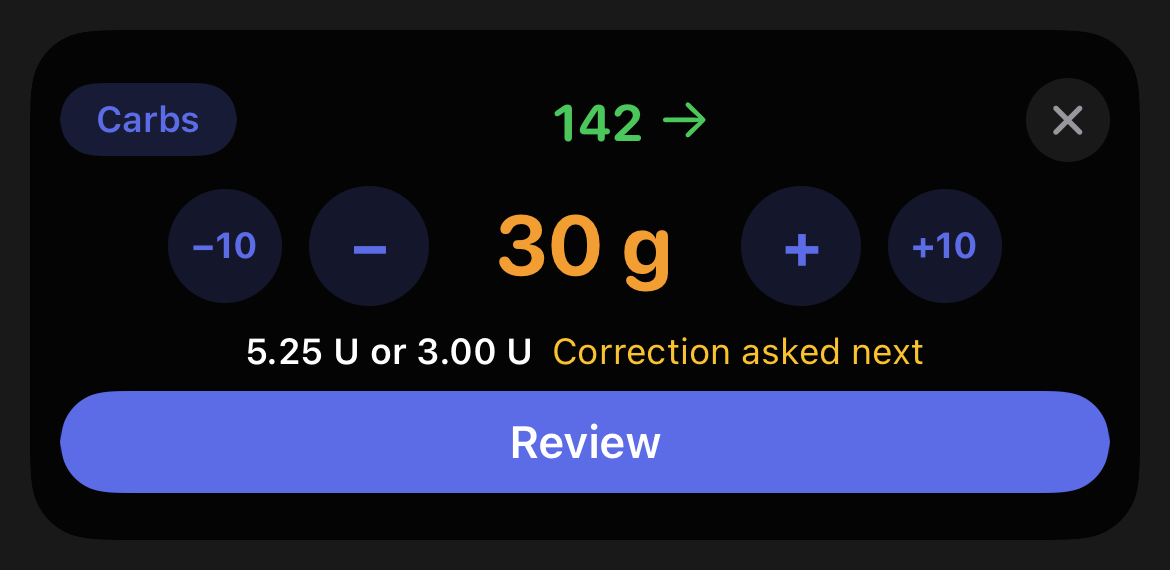 Carbs 142 →
−10 − 30 g + +10
5.25 U or 3.00 U Correction asked next
Review